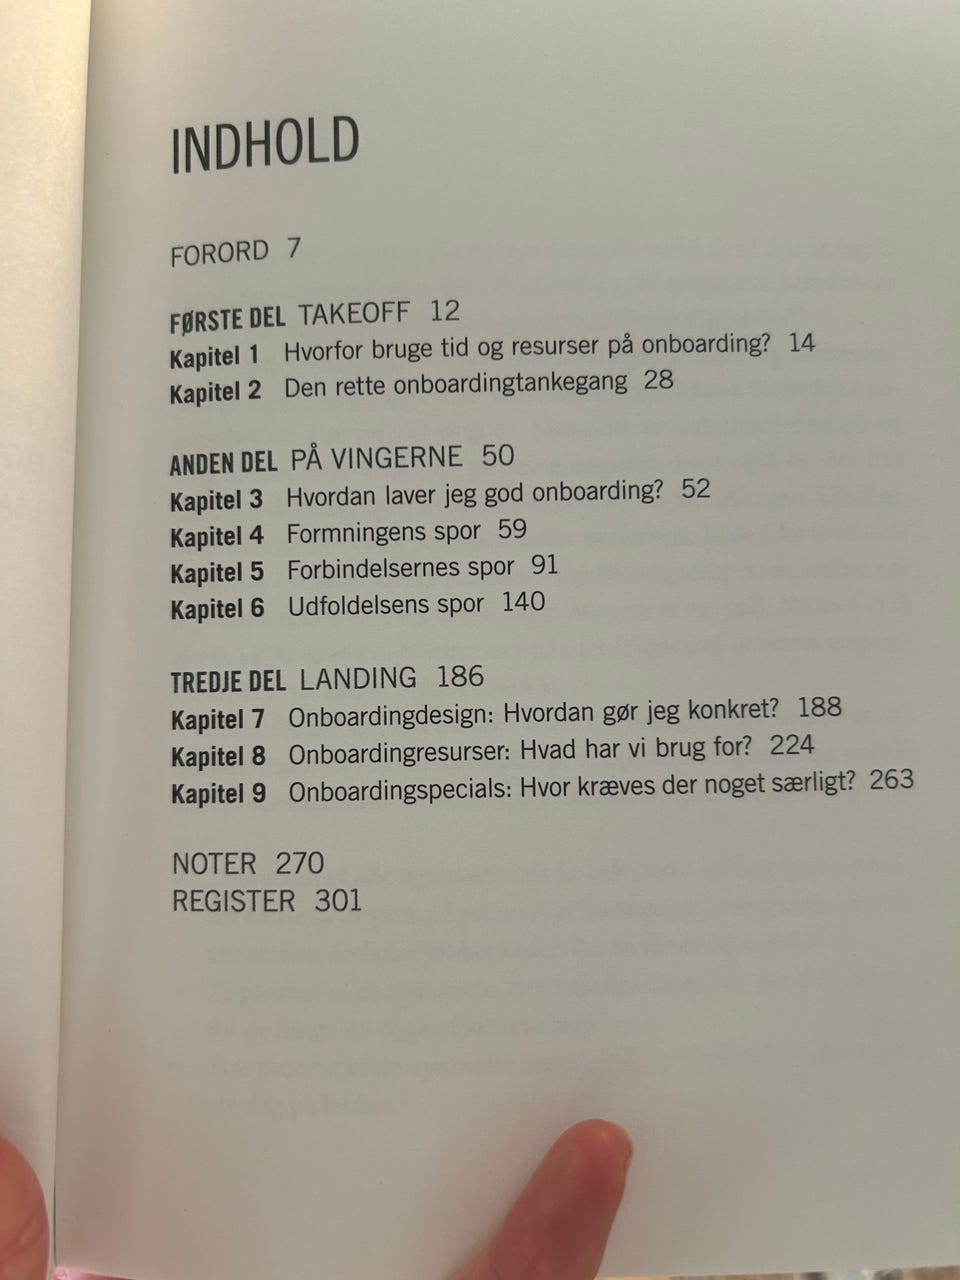 INDHOLD
FORORD 7
FØRSTE DEL TAKEOFF 12
Kapitel 1 Hvorfor bruge tid og resurser på onboarding? 14
Kapitel 2 Den rette onboardingtankegang 28
ANDEN DEL PÅ VINGERNE 50
Kapitel 3 Hvordan laver jeg god onboarding? 52
Kapitel 4 Formningens spor 59
Kapitel 5 Forbindelsernes spor 91
Kapitel 6 Udfoldelsens spor 140
TREDJE DEL LANDING 186
Kapitel 7 Onboardingdesign: Hvordan gør jeg konkret? 188
Kapitel 8 Onboardingresurser: Hvad har vi brug for? 224
Kapitel 9 Onboardingspecials: Hvor kræves der noget særligt? 263
NOTER 270
REGISTER 301